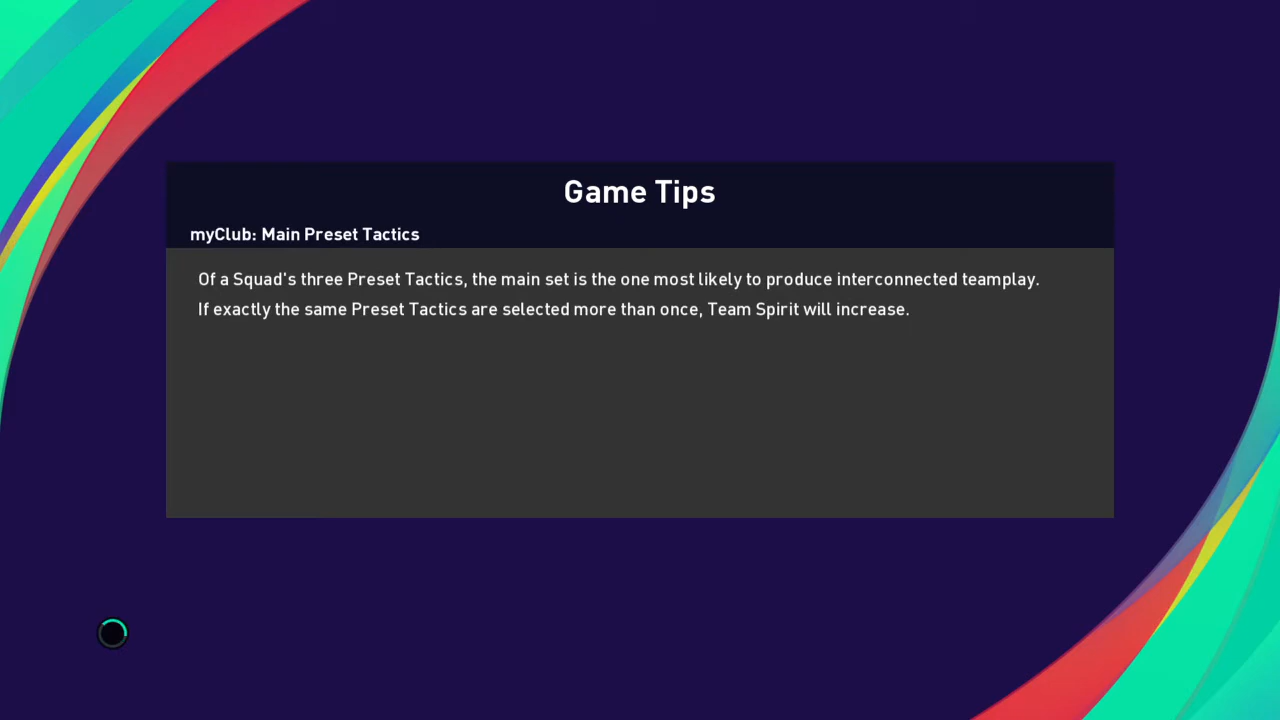 Game Tips
myClub: Main Preset Tactics
Of a Squad's three Preset Tactics, the main set is the one most likely to produce interconnected teamplay.
If exactly the same Preset Tactics are selected more than once, Team Spirit will increase.